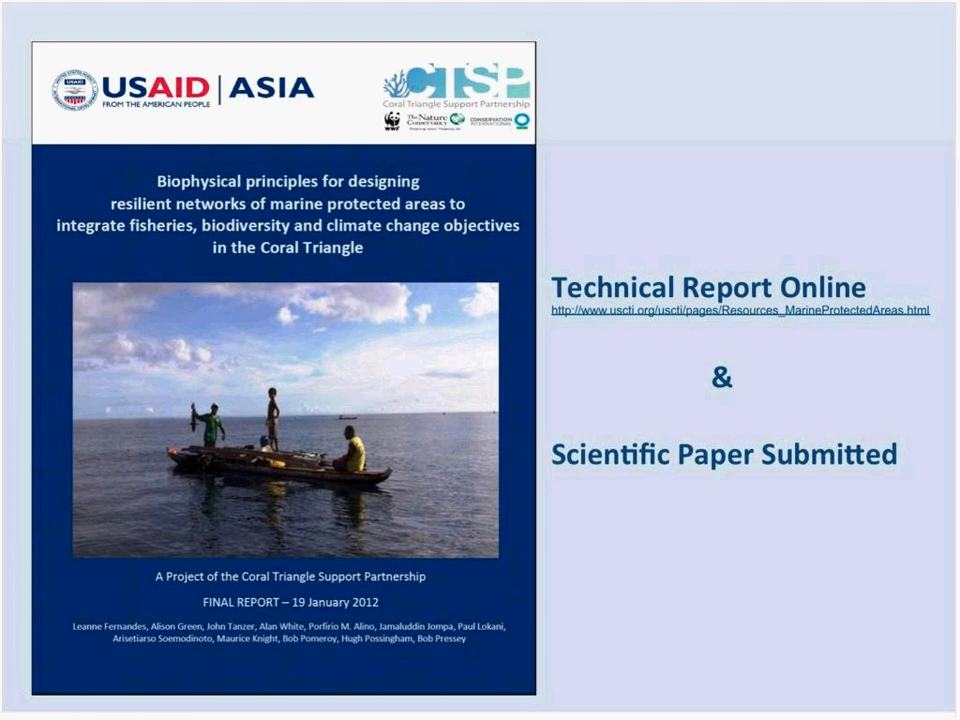 USAID | ASIA
FROM THE AMERICAN PEOPLE
CTSP
Coral Triangle Support Partnership
WWF
The Nature Conservancy
CONSERVATION INTERNATIONAL
Biophysical principles for designing
resilient networks of marine protected areas to
integrate fisheries, biodiversity and climate change objectives
in the Coral Triangle
A Project of the Coral Triangle Support Partnership
FINAL REPORT – 19 January 2012
Leanne Fernandes, Alison Green, John Tanzer, Alan White, Porfirio M. Alino, Jamaluddin Jompa, Paul Lokani,
Arisetiarso Soemodinoto, Maurice Knight, Bob Pomeroy, Hugh Possingham, Bob Pressey
Technical Report Online
http://www.uscti.org/uscti/pages/Resources_MarineProtectedAreas.html
&
Scientific Paper Submitted